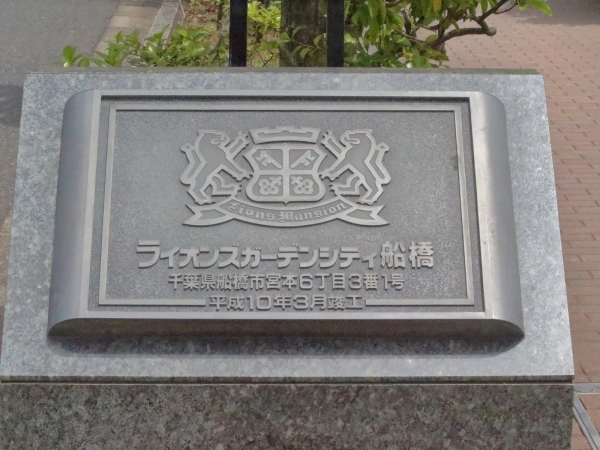 Lions Mansion
ライオンズガーデンシティ船橋
千葉県船橋市宮本6丁目3番1号
平成10年3月竣工